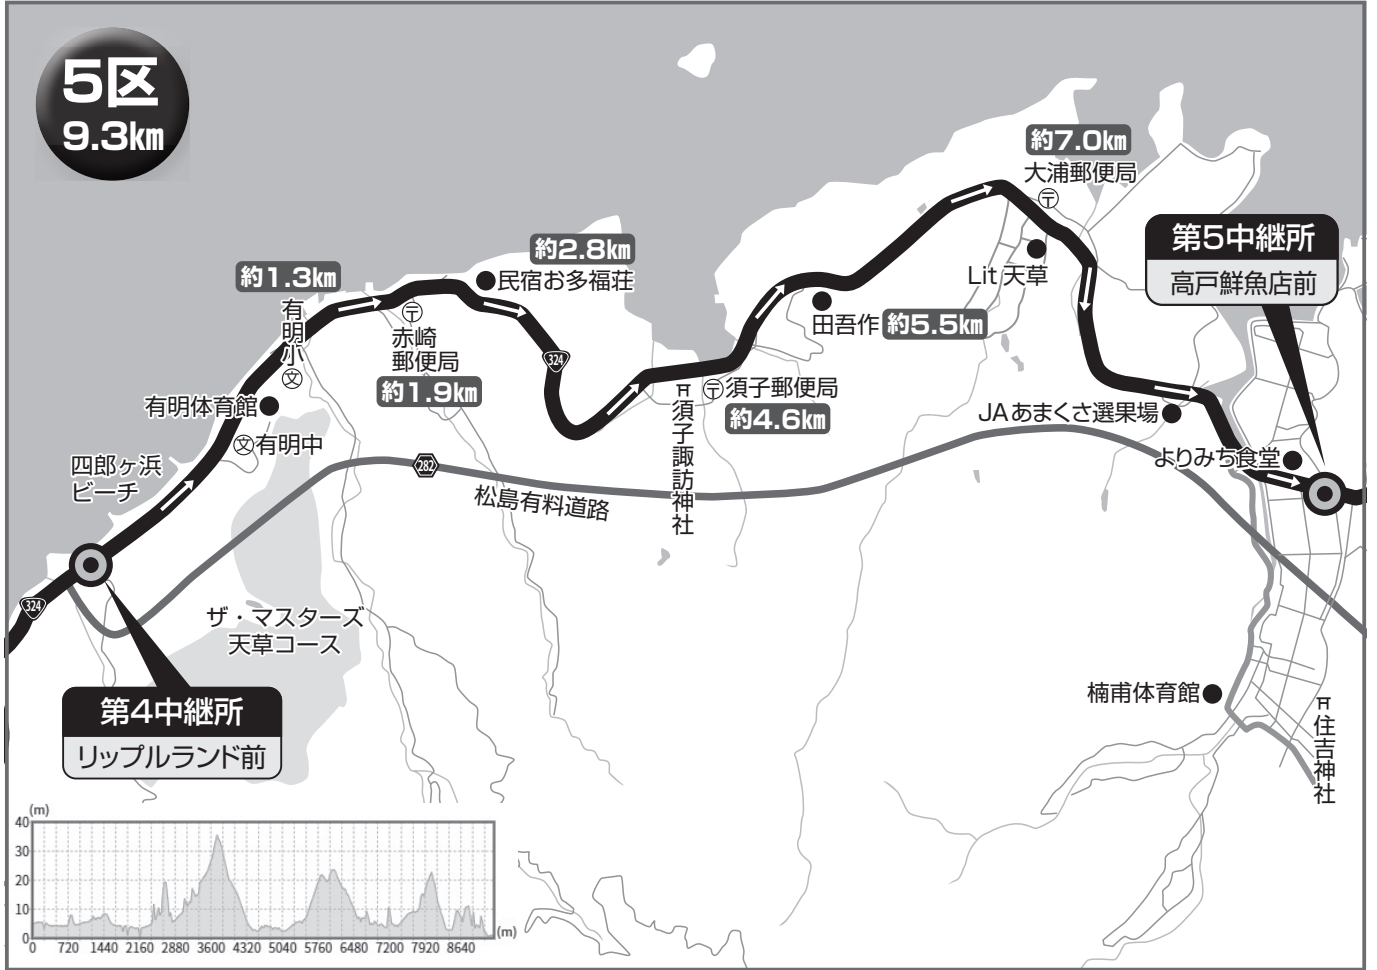 5区
9.3km
約7.0km
大浦郵便局
第5中継所
高戸鮮魚店前
約2.8km
民宿お多福荘
約1.3km
有明小
文
〒
赤崎
郵便局
約1.9km
324
Lit 天草
田吾作
約5.5km
〒
須子郵便局
約4.6km
須子諏訪神社
JAあまくさ選果場
よりみち食堂
有明体育館
文
有明中
四郎ヶ浜
ビーチ
282
松島有料道路
〒
324
ザ・マスターズ
天草コース
第4中継所
リップルランド前
楠甫体育館
住吉神社
(m)
40
30
20
10
0
0 720 1440 2160 2880 3600 4320 5040 5760 6480 7200 7920 8640
(m)